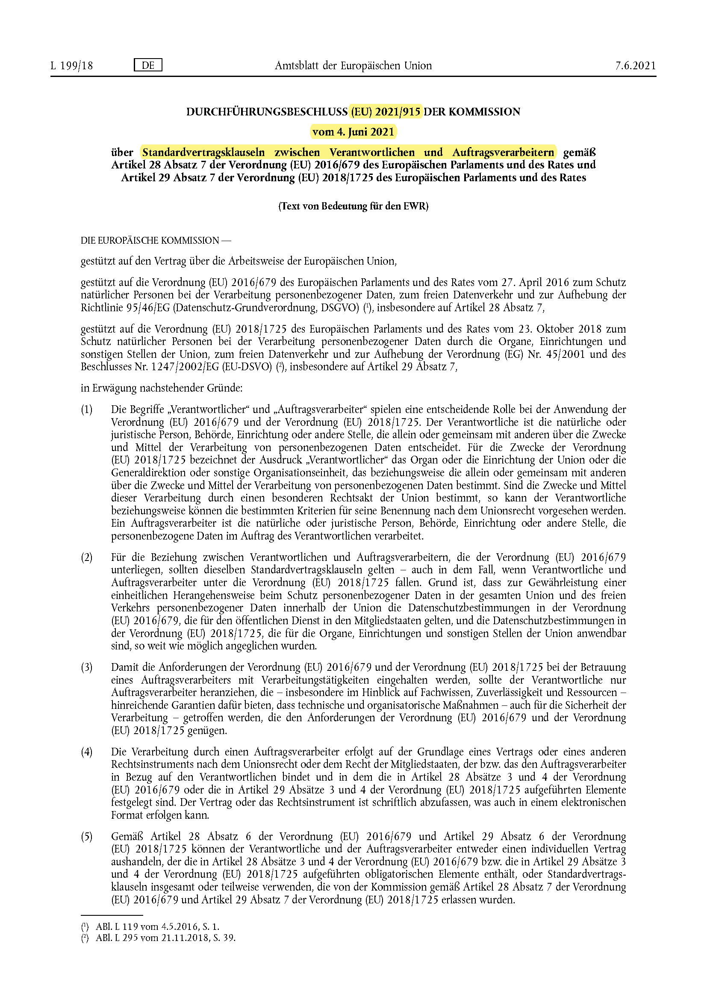 L 199/18 DE Amtsblatt der Europäischen Union 7.6.2021
DURCHFÜHRUNGSBESCHLUSS (EU) 2021/915 DER KOMMISSION
vom 4. Juni 2021
über Standardvertragsklauseln zwischen Verantwortlichen und Auftragsverarbeitern gemäß
Artikel 28 Absatz 7 der Verordnung (EU) 2016/679 des Europäischen Parlaments und des Rates und
Artikel 29 Absatz 7 der Verordnung (EU) 2018/1725 des Europäischen Parlaments und des Rates
(Text von Bedeutung für den EWR)
DIE EUROPÄISCHE KOMMISSION —
gestützt auf den Vertrag über die Arbeitsweise der Europäischen Union,
gestützt auf die Verordnung (EU) 2016/679 des Europäischen Parlaments und des Rates vom 27. April 2016 zum Schutz
natürlicher Personen bei der Verarbeitung personenbezogener Daten, zum freien Datenverkehr und zur Aufhebung der
Richtlinie 95/46/EG (Datenschutz-Grundverordnung, DSGVO) (¹), insbesondere auf Artikel 28 Absatz 7,
gestützt auf die Verordnung (EU) 2018/1725 des Europäischen Parlaments und des Rates vom 23. Oktober 2018 zum
Schutz natürlicher Personen bei der Verarbeitung personenbezogener Daten durch die Organe, Einrichtungen und
sonstigen Stellen der Union, zum freien Datenverkehr und zur Aufhebung der Verordnung (EG) Nr. 45/2001 und des
Beschlusses Nr. 1247/2002/EG (EU-DSVO) (²), insbesondere auf Artikel 29 Absatz 7,
in Erwägung nachstehender Gründe:
(1) Die Begriffe „Verantwortlicher“ und „Auftragsverarbeiter“ spielen eine entscheidende Rolle bei der Anwendung der
Verordnung (EU) 2016/679 und der Verordnung (EU) 2018/1725. Der Verantwortliche ist die natürliche oder
juristische Person, Behörde, Einrichtung oder andere Stelle, die allein oder gemeinsam mit anderen über die Zwecke
und Mittel der Verarbeitung von personenbezogenen Daten entscheidet. Für die Zwecke der Verordnung
(EU) 2018/1725 bezeichnet der Ausdruck „Verantwortlicher“ das Organ oder die Einrichtung der Union oder die
Generaldirektion oder sonstige Organisationseinheit, das beziehungsweise die allein oder gemeinsam mit anderen
über die Zwecke und Mittel der Verarbeitung von personenbezogenen Daten bestimmt. Sind die Zwecke und Mittel
dieser Verarbeitung durch einen besonderen Rechtsakt der Union bestimmt, so kann der Verantwortliche
beziehungsweise können die bestimmten Kriterien für seine Benennung nach dem Unionsrecht vorgesehen werden.
Ein Auftragsverarbeiter ist die natürliche oder juristische Person, Behörde, Einrichtung oder andere Stelle, die
personenbezogene Daten im Auftrag des Verantwortlichen verarbeitet.
(2) Für die Beziehung zwischen Verantwortlichen und Auftragsverarbeitern, die der Verordnung (EU) 2016/679
unterliegen, sollten dieselben Standardvertragsklauseln gelten – auch in dem Fall, wenn Verantwortliche und
Auftragsverarbeiter unter die Verordnung (EU) 2018/1725 fallen. Grund ist, dass zur Gewährleistung einer
einheitlichen Herangehensweise beim Schutz personenbezogener Daten in der gesamten Union und des freien
Verkehrs personenbezogener Daten innerhalb der Union die Datenschutzbestimmungen in der Verordnung
(EU) 2016/679, die für den öffentlichen Dienst in den Mitgliedstaaten gelten, und die Datenschutzbestimmungen in
der Verordnung (EU) 2018/1725, die für die Organe, Einrichtungen und sonstigen Stellen der Union anwendbar
sind, so weit wie möglich angeglichen wurden.
(3) Damit die Anforderungen der Verordnung (EU) 2016/679 und der Verordnung (EU) 2018/1725 bei der Betrauung
eines Auftragsverarbeiters mit Verarbeitungstätigkeiten eingehalten werden, sollte der Verantwortliche nur
Auftragsverarbeiter heranziehen, die – insbesondere im Hinblick auf Fachwissen, Zuverlässigkeit und Ressourcen –
hinreichende Garantien dafür bieten, dass technische und organisatorische Maßnahmen – auch für die Sicherheit der
Verarbeitung – getroffen werden, die den Anforderungen der Verordnung (EU) 2016/679 und der Verordnung
(EU) 2018/1725 genügen.
(4) Die Verarbeitung durch einen Auftragsverarbeiter erfolgt auf der Grundlage eines Vertrags oder eines anderen
Rechtsinstruments nach dem Unionsrecht oder dem Recht der Mitgliedstaaten, der bzw. das den Auftragsverarbeiter
in Bezug auf den Verantwortlichen bindet und in dem die in Artikel 28 Absätze 3 und 4 der Verordnung
(EU) 2016/679 oder die in Artikel 29 Absätze 3 und 4 der Verordnung (EU) 2018/1725 aufgeführten Elemente
festgelegt sind. Der Vertrag oder das Rechtsinstrument ist schriftlich abzufassen, was auch in einem elektronischen
Format erfolgen kann.
(5) Gemäß Artikel 28 Absatz 6 der Verordnung (EU) 2016/679 und Artikel 29 Absatz 6 der Verordnung
(EU) 2018/1725 können der Verantwortliche und der Auftragsverarbeiter entweder einen individuellen Vertrag
aushandeln, der die in Artikel 28 Absätze 3 und 4 der Verordnung (EU) 2016/679 bzw. die in Artikel 29 Absätze 3
und 4 der Verordnung (EU) 2018/1725 aufgeführten obligatorischen Elemente enthält, oder Standardvertrags-
klauseln insgesamt oder teilweise verwenden, die von der Kommission gemäß Artikel 28 Absatz 7 der Verordnung
(EU) 2016/679 und Artikel 29 Absatz 7 der Verordnung (EU) 2018/1725 erlassen wurden.
(¹) ABl. L 119 vom 4.5.2016, S. 1.
(²) ABl. L 295 vom 21.11.2018, S. 39.